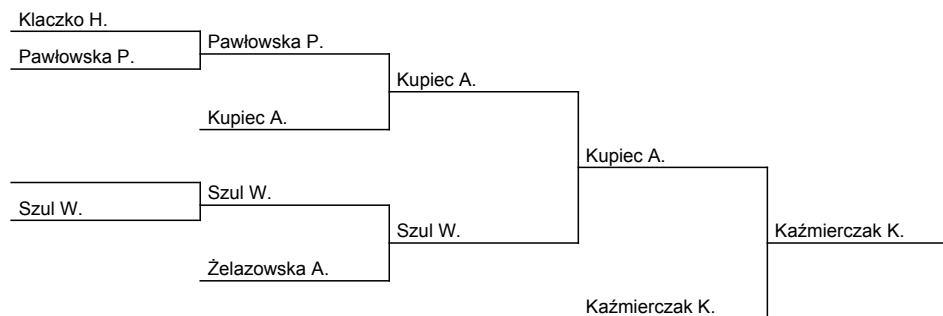 Klaczko H.
Pawłowska P.
Pawłowska P.
Kupiec A.
Kupiec A.
Kupiec A.
Szul W.
Szul W.
Szul W.
Kaźmierczak K.
Żelazowska A.
Kaźmierczak K.